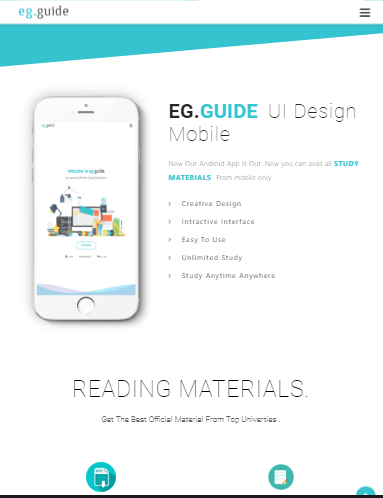 eg.guide
EG.GUIDE UI Design
Mobile
Now Our Android App Is Out. Now you can avail all STUDY
MATERIALS. From mobile only.
Creative Design
Intractive Interface
Easy To Use
Unlimited Study
Study Anytime Anywhere
eg.guide
Welcome to eg.guide
READING MATERIALS.
Get The Best Official Material From Top Univerties .